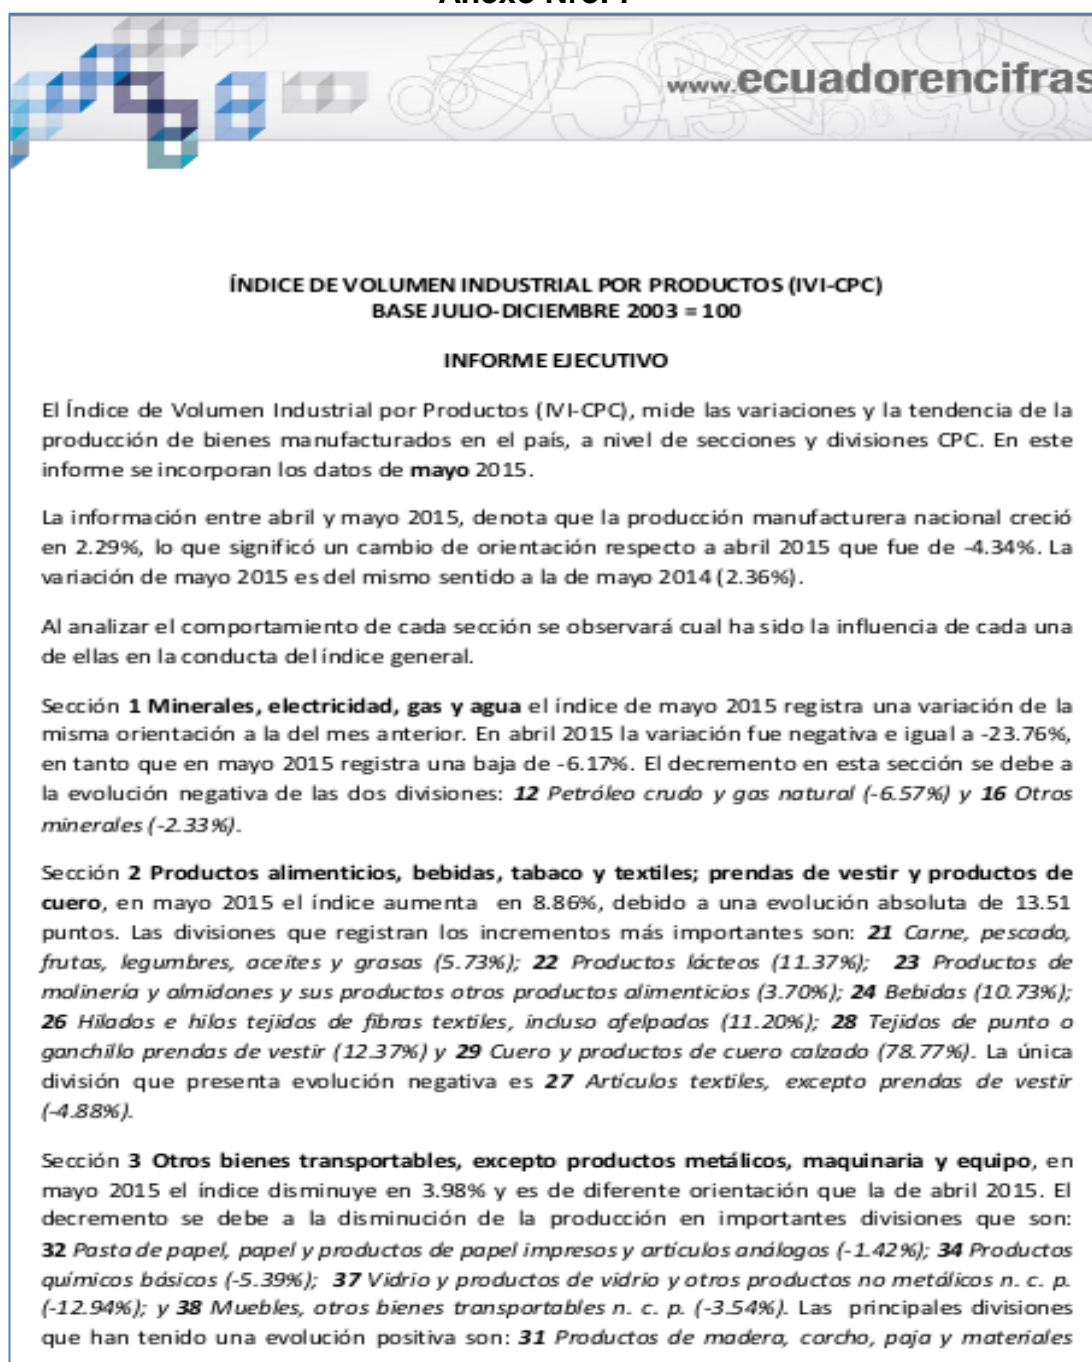 www.ecuadorencifras
ÍNDICE DE VOLUMEN INDUSTRIAL POR PRODUCTOS (IVI-CPC)
BASE JULIO-DICIEMBRE 2003 = 100
INFORME EJECUTIVO
El Índice de Volumen Industrial por Productos (IVI-CPC), mide las variaciones y la tendencia de la
producción de bienes manufacturados en el país, a nivel de secciones y divisiones CPC. En este
informe se incorporan los datos de mayo 2015.
La información entre abril y mayo 2015, denota que la producción manufacturera nacional creció
en 2.29%, lo que significó un cambio de orientación respecto a abril 2015 que fue de -4.34%. La
variación de mayo 2015 es del mismo sentido a la de mayo 2014 (2.36%).
Al analizar el comportamiento de cada sección se observará cual ha sido la influencia de cada una
de ellas en la conducta del índice general.
Sección 1 Minerales, electricidad, gas y agua el índice de mayo 2015 registra una variación de la
misma orientación a la del mes anterior. En abril 2015 la variación fue negativa e igual a -23.76%,
en tanto que en mayo 2015 registra una baja de -6.17%. El decremento en esta sección se debe a
la evolución negativa de las dos divisiones: 12 Petróleo crudo y gas natural (-6.57%) y 16 Otros
minerales (-2.33%).
Sección 2 Productos alimenticios, bebidas, tabaco y textiles; prendas de vestir y productos de
cuero, en mayo 2015 el índice aumenta en 8.86%, debido a una evolución absoluta de 13.51
puntos. Las divisiones que registran los incrementos más importantes son: 21 Carne, pescado,
frutas, legumbres, aceites y grasas (5.73%); 22 Productos lácteos (11.37%); 23 Productos de
molinería y almidones y sus productos otros productos alimenticios (3.70%); 24 Bebidas (10.73%);
26 Hilados e hilos tejidos de fibras textiles, incluso afelpados (11.20%); 28 Tejidos de punto o
ganchillo prendas de vestir (12.37%) y 29 Cuero y productos de cuero calzado (78.77%). La única
división que presenta evolución negativa es 27 Artículos textiles, excepto prendas de vestir
(-4.88%).
Sección 3 Otros bienes transportables, excepto productos metálicos, maquinaria y equipo, en
mayo 2015 el índice disminuye en 3.98% y es de diferente orientación que la de abril 2015. El
decremento se debe a la disminución de la producción en importantes divisiones que son:
32 Pasta de papel, papel y productos de papel impresos y artículos análogos (-1.42%); 34 Productos
químicos básicos (-5.39%); 37 Vidrio y productos de vidrio y otros productos no metálicos n. c. p.
(-12.94%); y 38 Muebles, otros bienes transportables n. c. p. (-3.54%). Las principales divisiones
que han tenido una evolución positiva son: 31 Productos de madera, corcho, paja y materiales